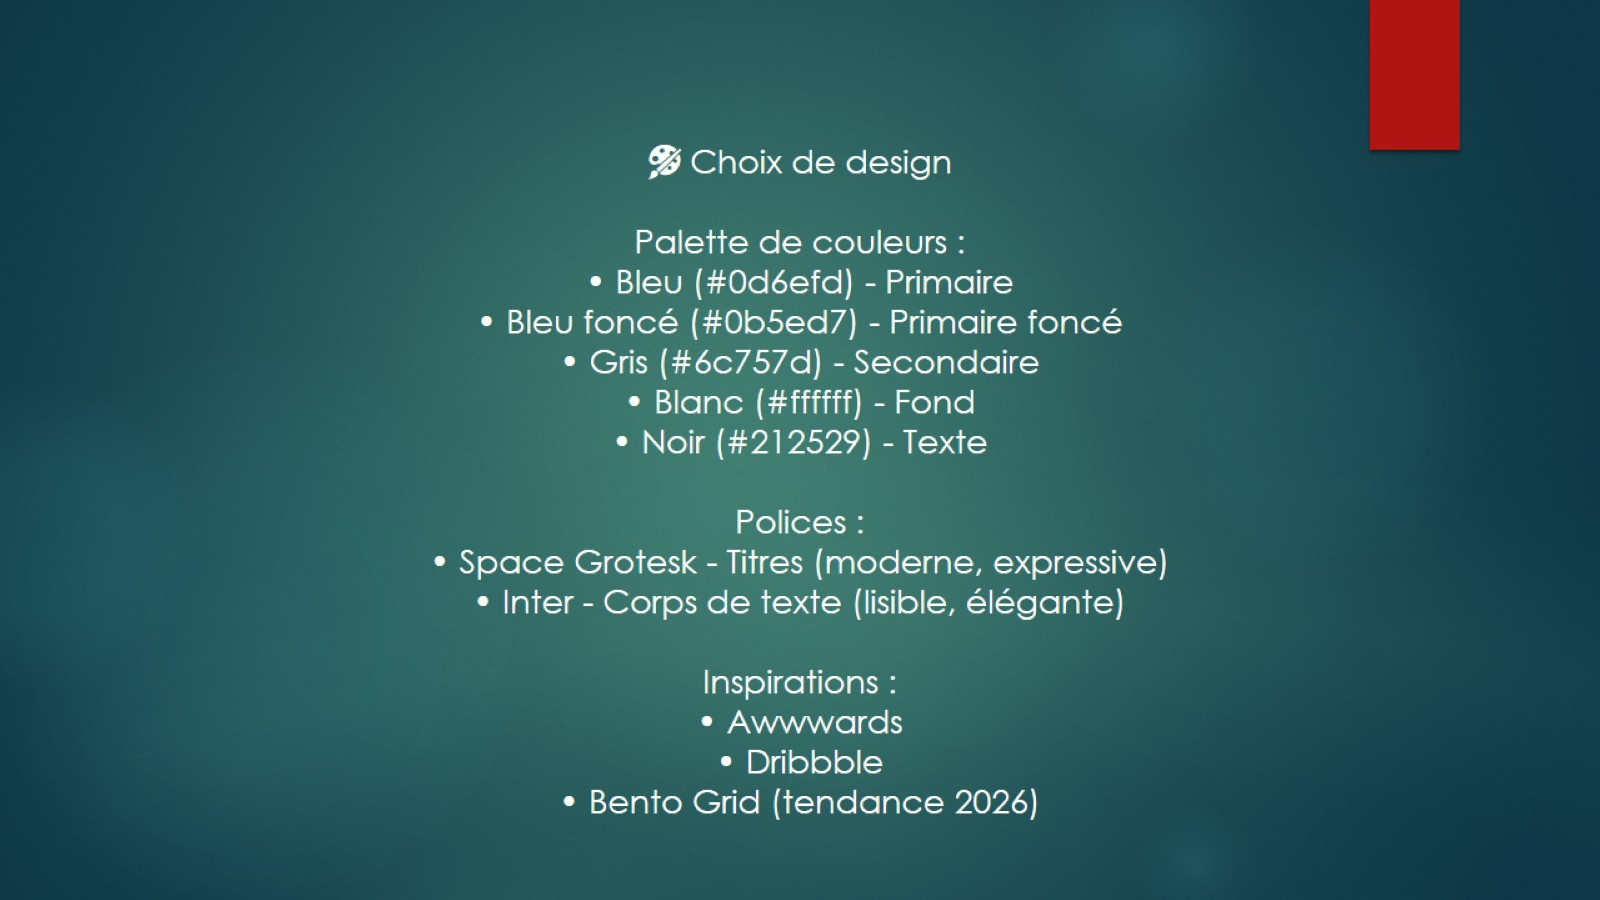 Choix de design
Palette de couleurs :
• Bleu (#0d6efd) - Primaire
• Bleu foncé (#0b5ed7) - Primaire foncé
• Gris (#6c757d) - Secondaire
• Blanc (#ffffff) - Fond
• Noir (#212529) - Texte
Polices :
• Space Grotesk - Titres (moderne, expressive)
• Inter - Corps de texte (lisible, élégante)
Inspirations :
• Awwwards
• Dribbble
• Bento Grid (tendance 2026)